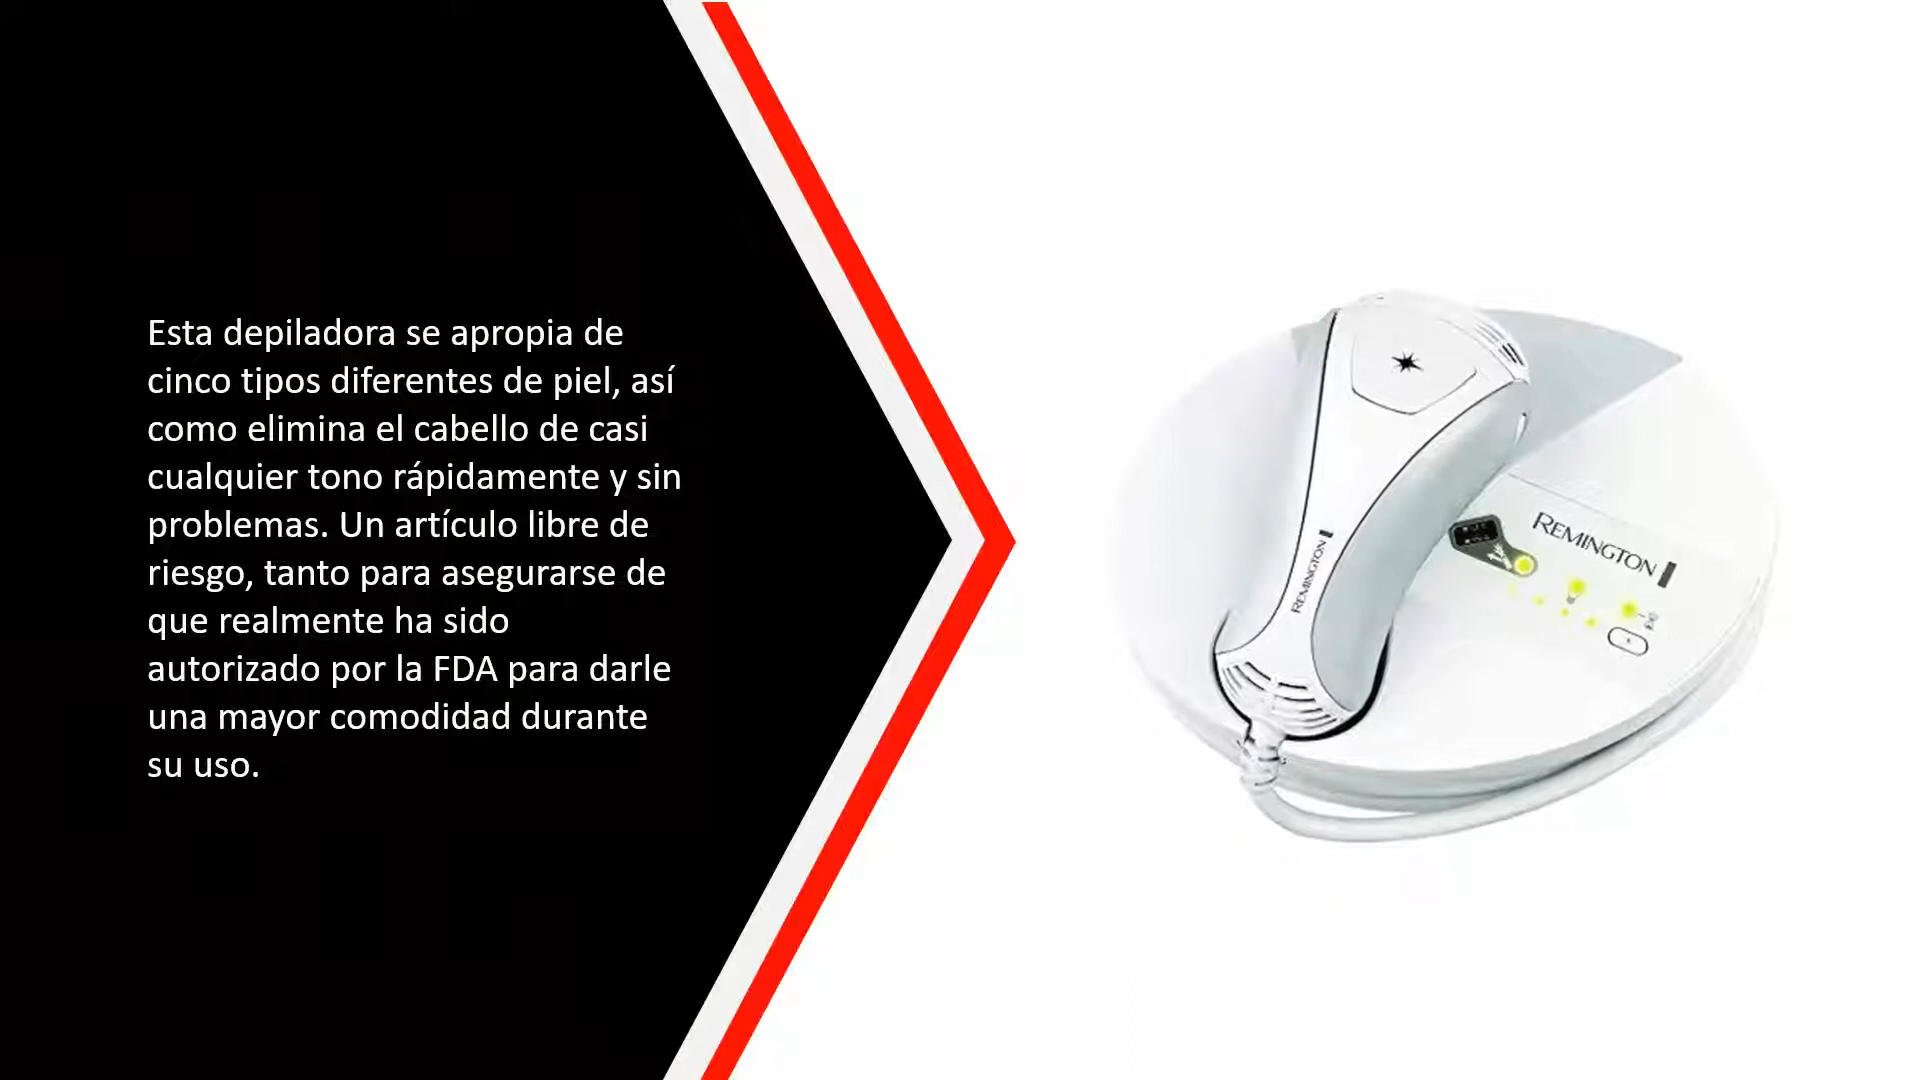 Esta depiladora se apropia de
cinco tipos diferentes de piel, así
como elimina el cabello de casi
cualquier tono rápidamente y sin
problemas. Un artículo libre de
riesgo, tanto para asegurarse de
que realmente ha sido
autorizado por la FDA para darle
una mayor comodidad durante
su uso.
REMINGTON
REMINGTON